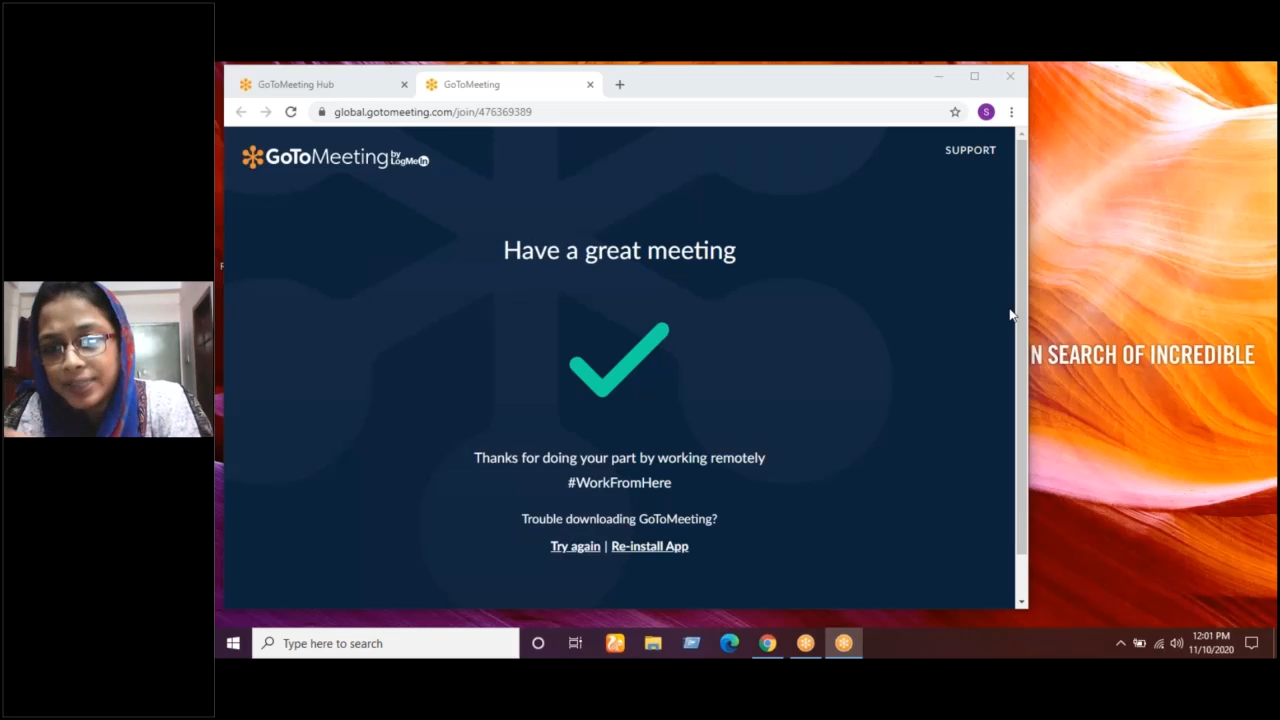 GoToMeeting Hub
GoToMeeting
global.gotomeeting.com/join/476369389
S
GoToMeeting by LogMeIn
SUPPORT
Have a great meeting
Thanks for doing your part by working remotely
#WorkFromHere
Trouble downloading GoToMeeting?
Try again | Re-install App
N SEARCH OF INCREDIBLE
Type here to search
12:01 PM
11/10/2020